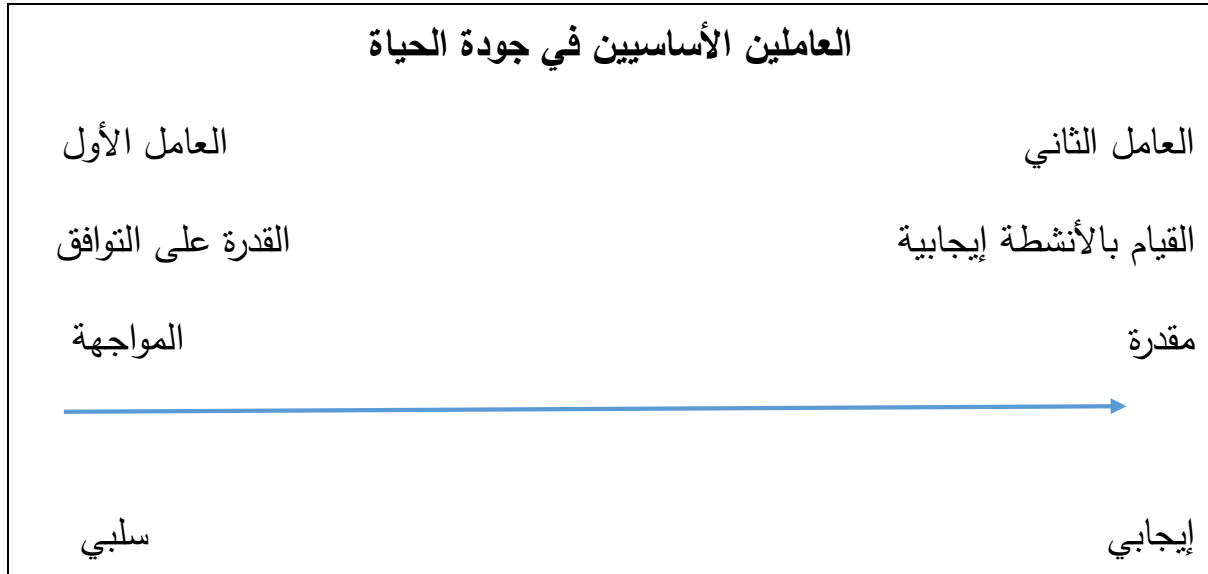 العاملين الأساسيين في جودة الحياة
العامل الثاني العامل الأول
القيام بالأنشطة إيجابية القدرة على التوافق
مقدرة المواجهة
إيجابي سلبي